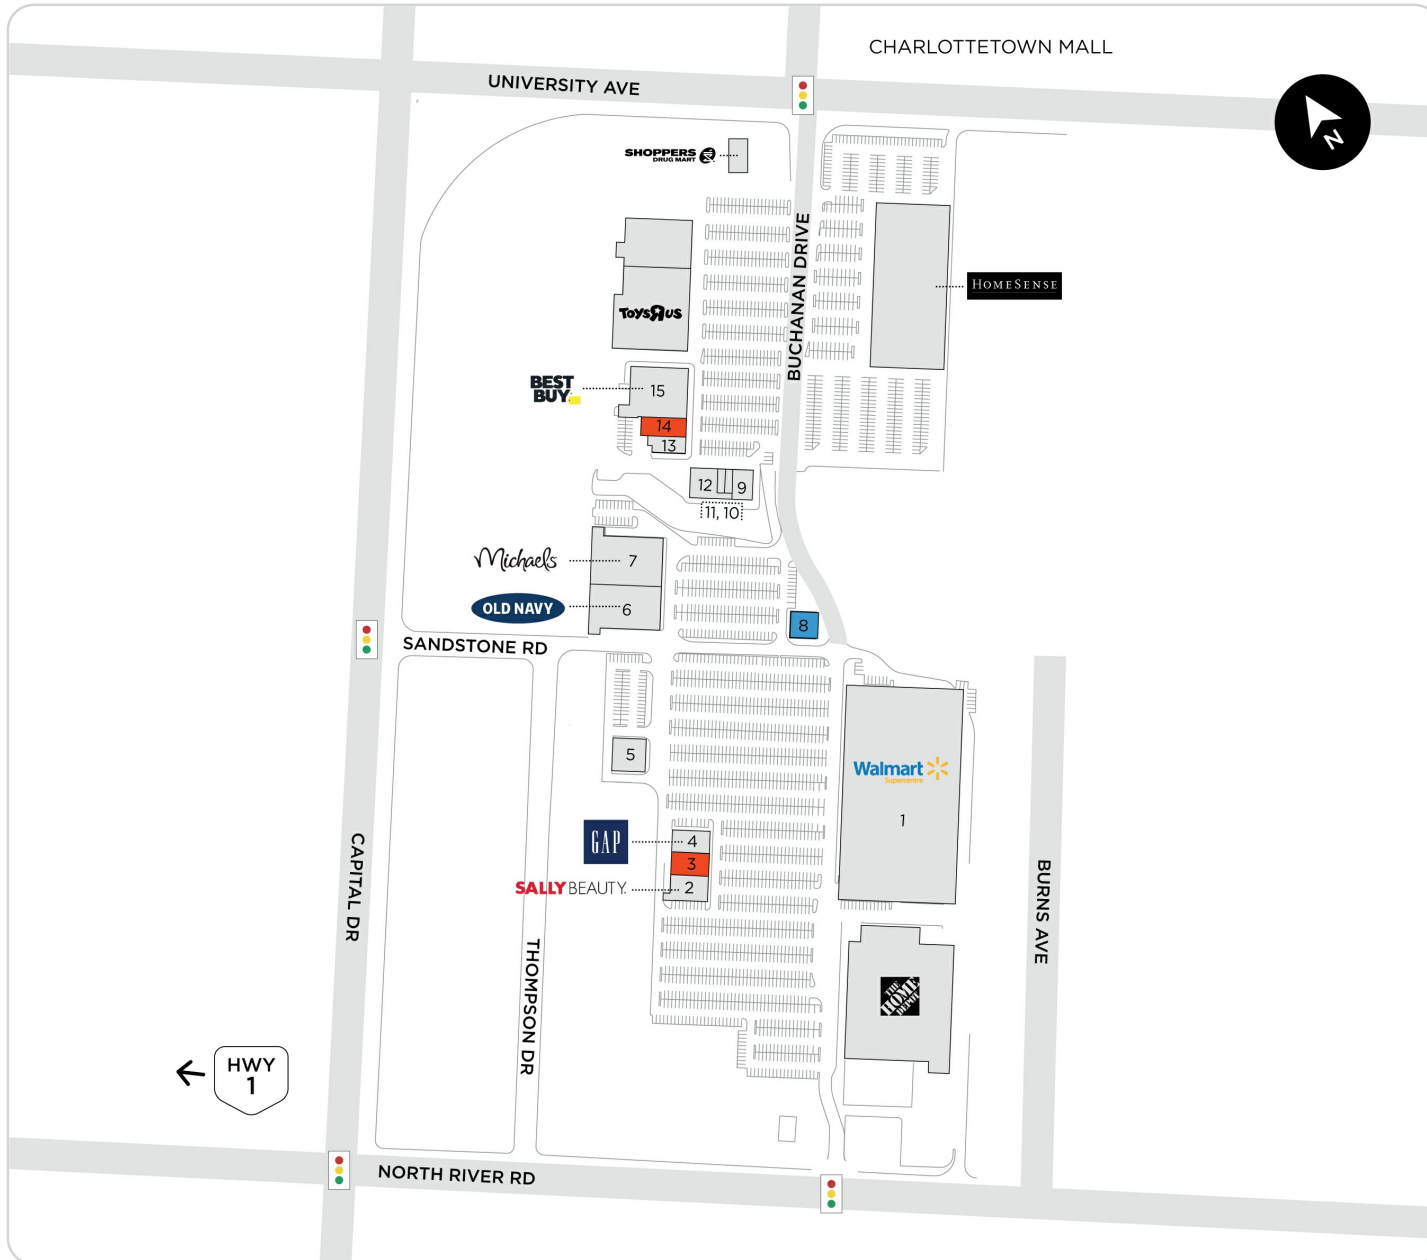 CHARLOTTETOWN MALL
UNIVERSITY AVE
N
SHOPPERS
DRUG MART
BUCHANAN DRIVE
HOMESENSE
ToysRus
BEST
BUY
15
14
13
12
9
11, 10
Michaels
7
OLD NAVY
6
8
SANDSTONE RD
5
Walmart
Supercentre
1
GAP
4
3
SALLY BEAUTY
2
CAPITAL DR
BURNS AVE
THOMPSON DR
THE
HOME
DEPOT
HWY
1
NORTH RIVER RD